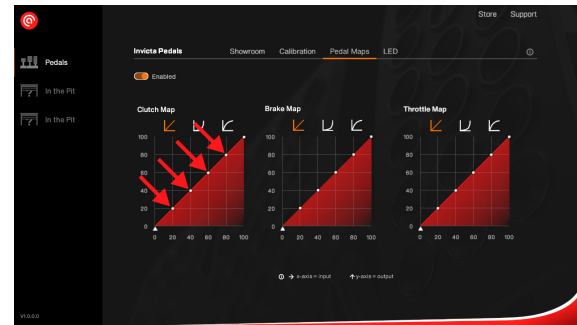 Store Support
Invicta Pedals Showroom Calibration Pedal Maps LED
Pedals
Enabled
In the Pit
In the Pit
Clutch Map
Brake Map
Throttle Map
100
80
60
40
20
0
0 20 40 60 80 100
100
80
60
40
20
0
0 20 40 60 80 100
100
80
60
40
20
0
0 20 40 60 80 100
x-axis = input y-axis = output
V1.0.0.0